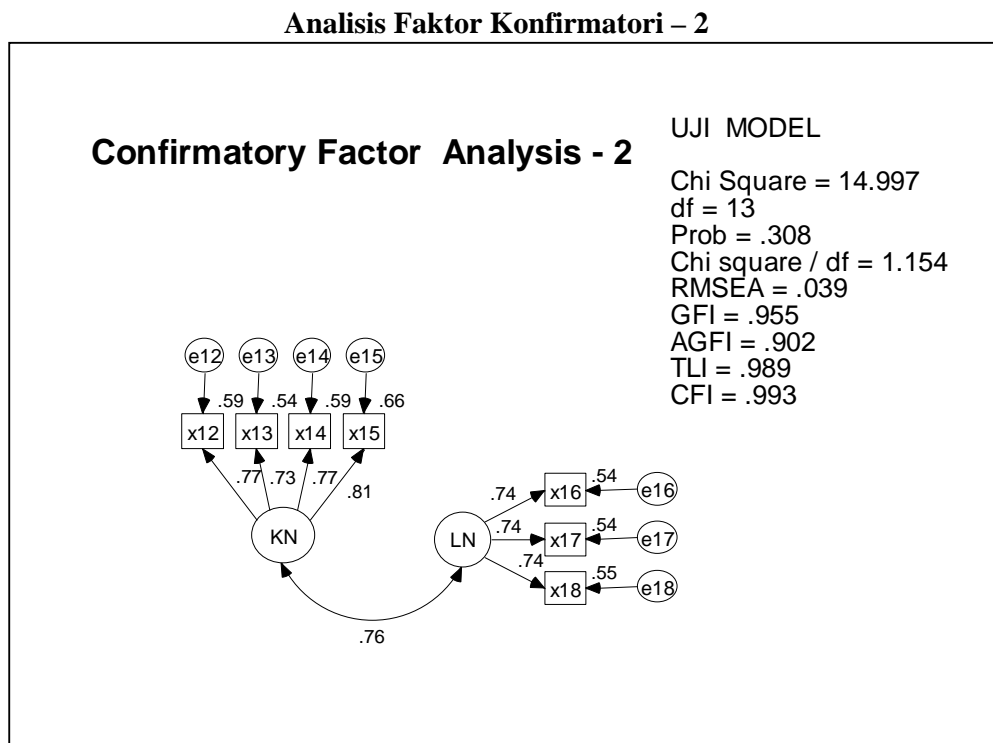 Analisis Faktor Konfirmatori – 2
Confirmatory Factor Analysis - 2
UJI MODEL
Chi Square = 14.997
df = 13
Prob = .308
Chi square / df = 1.154
RMSEA = .039
GFI = .955
AGFI = .902
TLI = .989
CFI = .993
e12 e13 e14 e15
.59 .54 .59 .66
x12 x13 x14 x15
.77 .73 .77 .81
KN
LN
.74 x16 .54 e16
.74 x17 .54 e17
.74 x18 .55 e18
.76